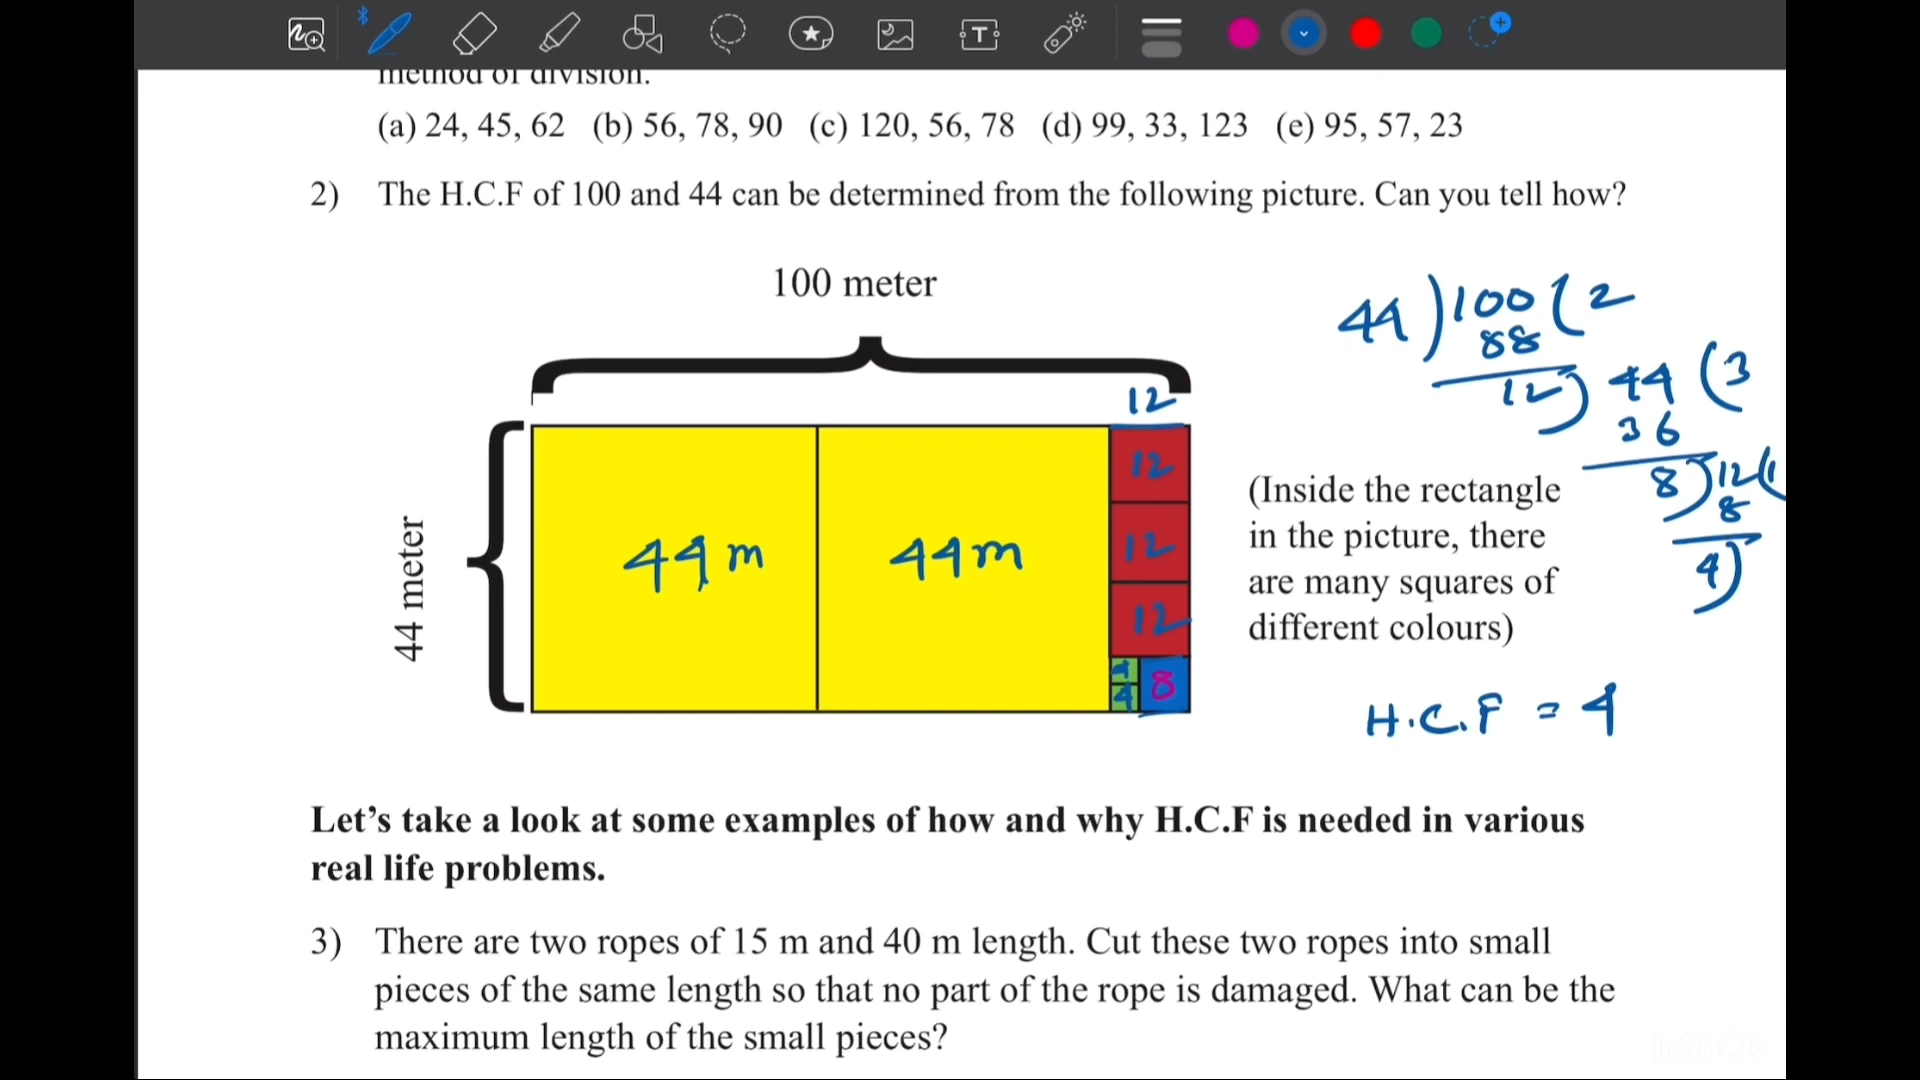 method of division.
(a) 24, 45, 62 (b) 56, 78, 90 (c) 120, 56, 78 (d) 99, 33, 123 (e) 95, 57, 23
2) The H.C.F of 100 and 44 can be determined from the following picture. Can you tell how?
100 meter
44 meter
44 m
44 m
12
12
12
12
4
4
8
44 ) 100 ( 2
88
12 ) 44 ( 3
36
8 ) 12 ( 1
8
4 )
(Inside the rectangle
in the picture, there
are many squares of
different colours)
H.C.F = 4
Let's take a look at some examples of how and why H.C.F is needed in various
real life problems.
3) There are two ropes of 15 m and 40 m length. Cut these two ropes into small
pieces of the same length so that no part of the rope is damaged. What can be the
maximum length of the small pieces?